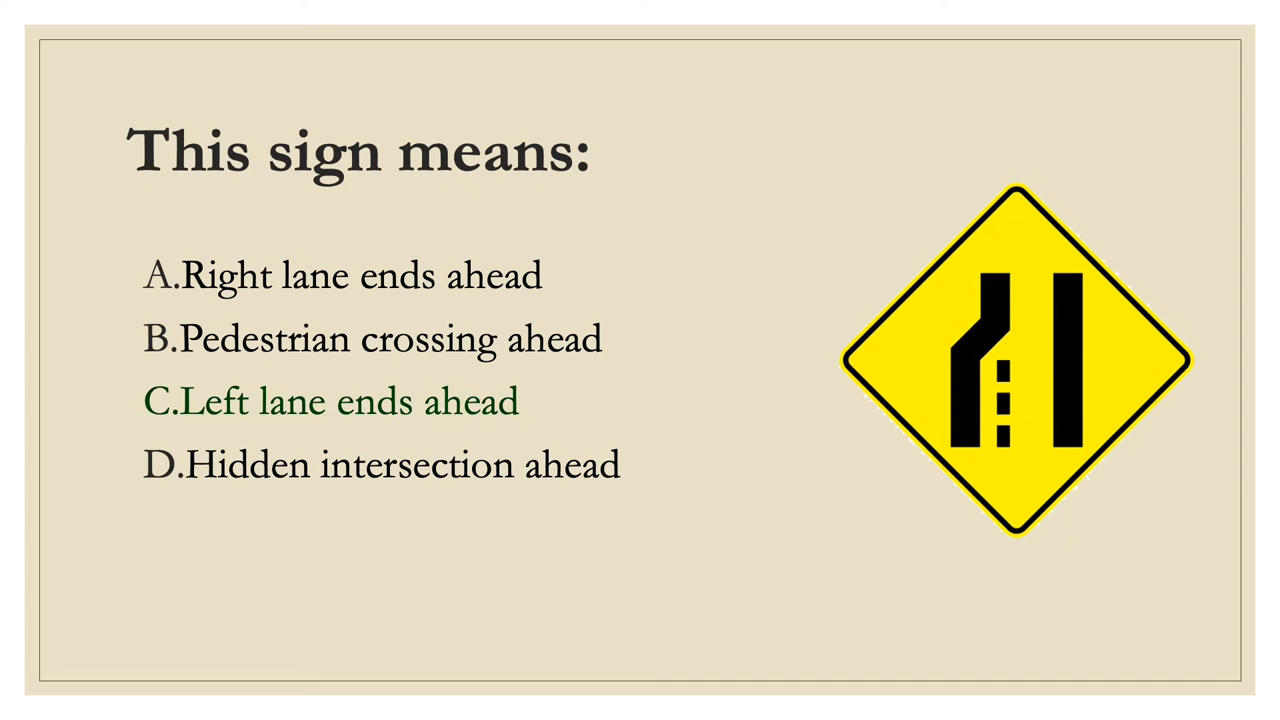 This sign means:
A.Right lane ends ahead
B.Pedestrian crossing ahead
C.Left lane ends ahead
D.Hidden intersection ahead